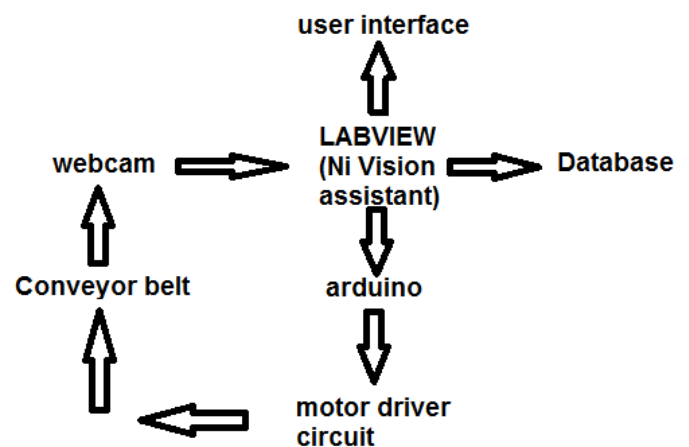 user interface
LABVIEW
(Ni Vision
assistant)
webcam
Database
Conveyor belt
arduino
motor driver
circuit